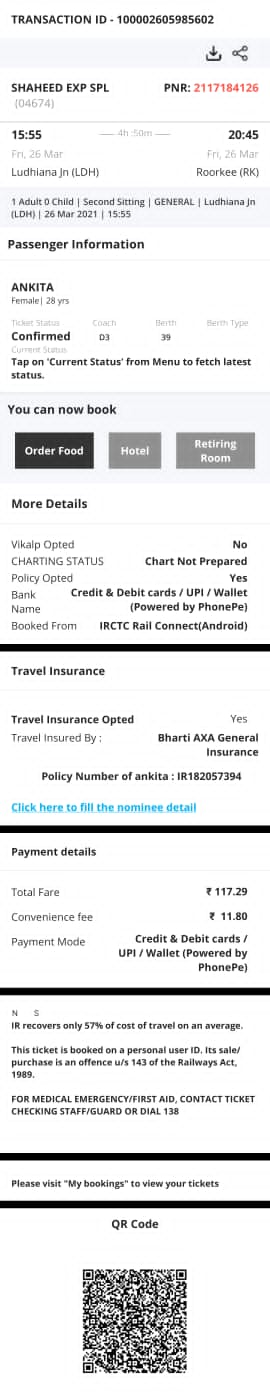 TRANSACTION ID - 100002605985602
SHAHEED EXP SPL PNR: 2117184126
(04674)
15:55 4h :50m 20:45
Fri, 26 Mar Fri, 26 Mar
Ludhiana Jn (LDH) Roorkee (RK)
1 Adult 0 Child | Second Sitting | GENERAL | Ludhiana Jn
(LDH) | 26 Mar 2021 | 15:55
Passenger Information
ANKITA
Female| 28 yrs
Ticket Status Coach Berth Berth Type
Confirmed D3 39
Current Status
Tap on 'Current Status' from Menu to fetch latest
status.
You can now book
Order Food Hotel Retiring
Room
More Details
Vikalp Opted No
CHARTING STATUS Chart Not Prepared
Policy Opted Yes
Bank Credit & Debit cards / UPI / Wallet
Name (Powered by PhonePe)
Booked From IRCTC Rail Connect(Android)
Travel Insurance
Travel Insurance Opted Yes
Travel Insured By : Bharti AXA General
Insurance
Policy Number of ankita : IR182057394
Click here to fill the nominee detail
Payment details
Total Fare ₹ 117.29
Convenience fee ₹ 11.80
Payment Mode Credit & Debit cards /
UPI / Wallet (Powered by
PhonePe)
N S
IR recovers only 57% of cost of travel on an average.
This ticket is booked on a personal user ID. Its sale/
purchase is an offence u/s 143 of the Railways Act,
1989.
FOR MEDICAL EMERGENCY/FIRST AID, CONTACT TICKET
CHECKING STAFF/GUARD OR DIAL 138
Please visit "My bookings" to view your tickets
QR Code